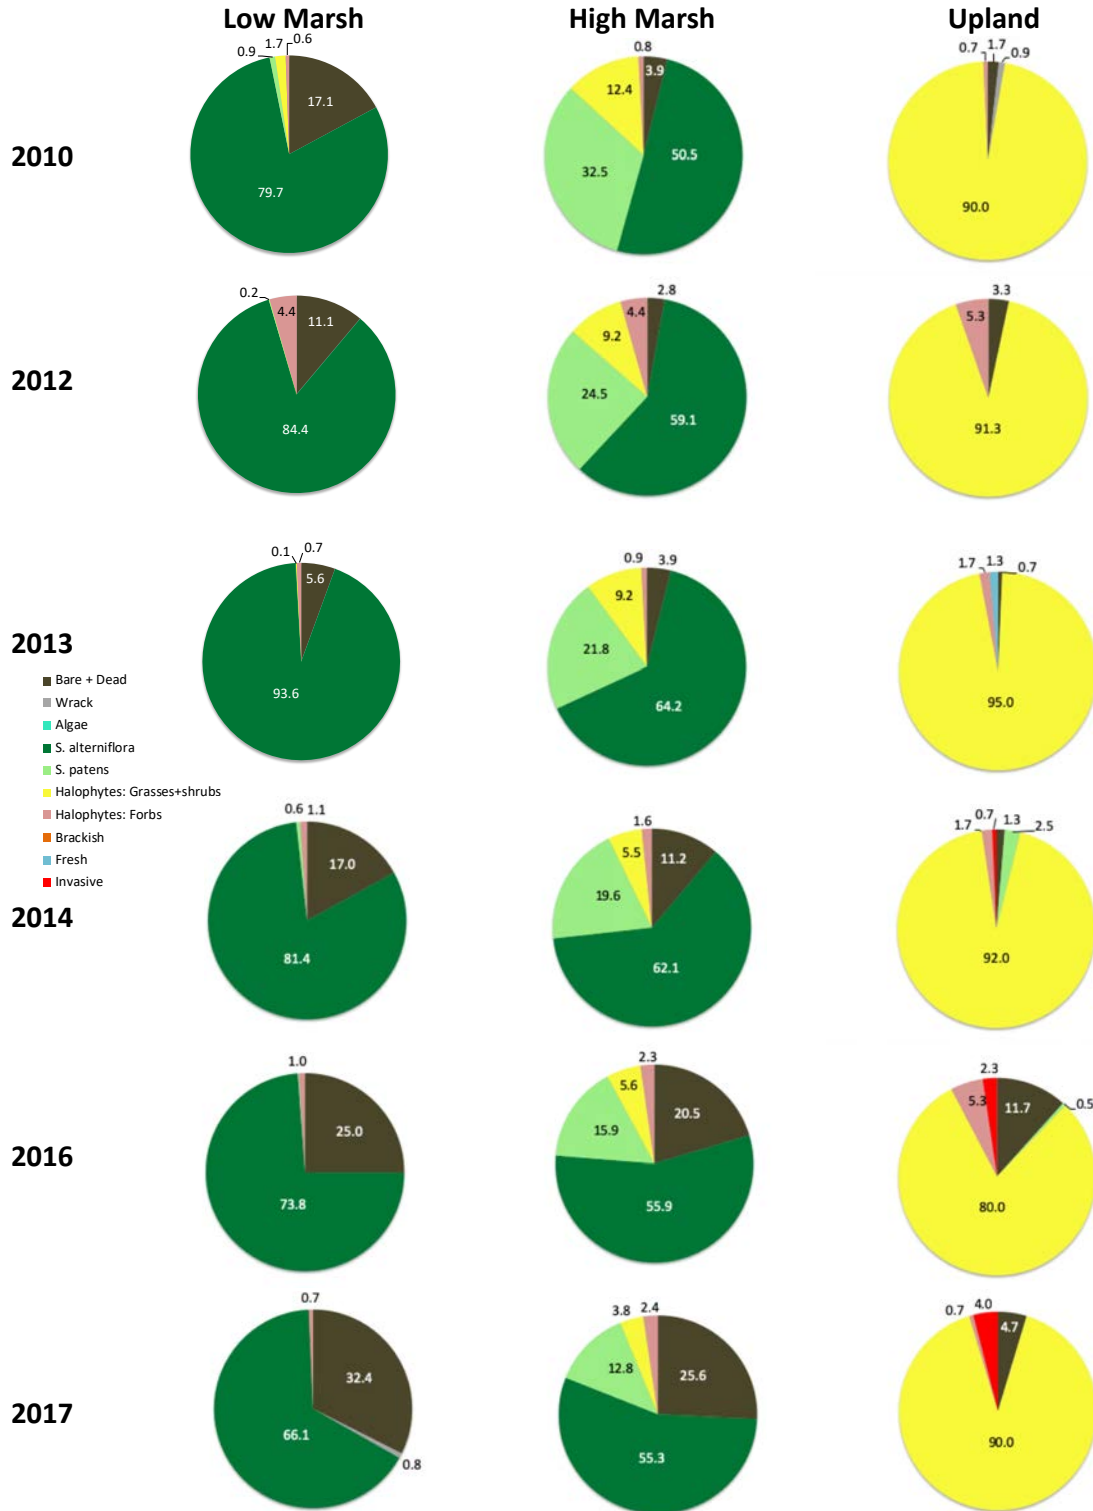 Low Marsh High Marsh Upland
0.9 1.7 0.6 0.8 0.7 1.7 0.9
17.1 3.9 12.4
2010 79.7 32.5 50.5 90.0
0.2 4.4 11.1 2.8 4.4 3.3 5.3
9.2
2012 84.4 24.5 59.1 91.3
0.1 0.7 5.6 0.9 3.9 1.7 1.3 0.7
9.2
2013 93.6 21.8 64.2 95.0
Bare + Dead
Wrack
Algae
S. alterniflora
S. patens
Halophytes: Grasses+shrubs
Halophytes: Forbs
Brackish
Fresh
Invasive
0.6 1.1 1.6 1.7 0.7 1.3 2.5
17.0 5.5 11.2
19.6
2014 81.4 62.1 92.0
1.0 2.3 2.3
25.0 5.6 20.5 5.3 11.7 0.5
15.9
2016 73.8 55.9 80.0
0.7 3.8 2.4 0.7 4.0
32.4 12.8 25.6 4.7
2017 66.1 0.8 55.3 90.0